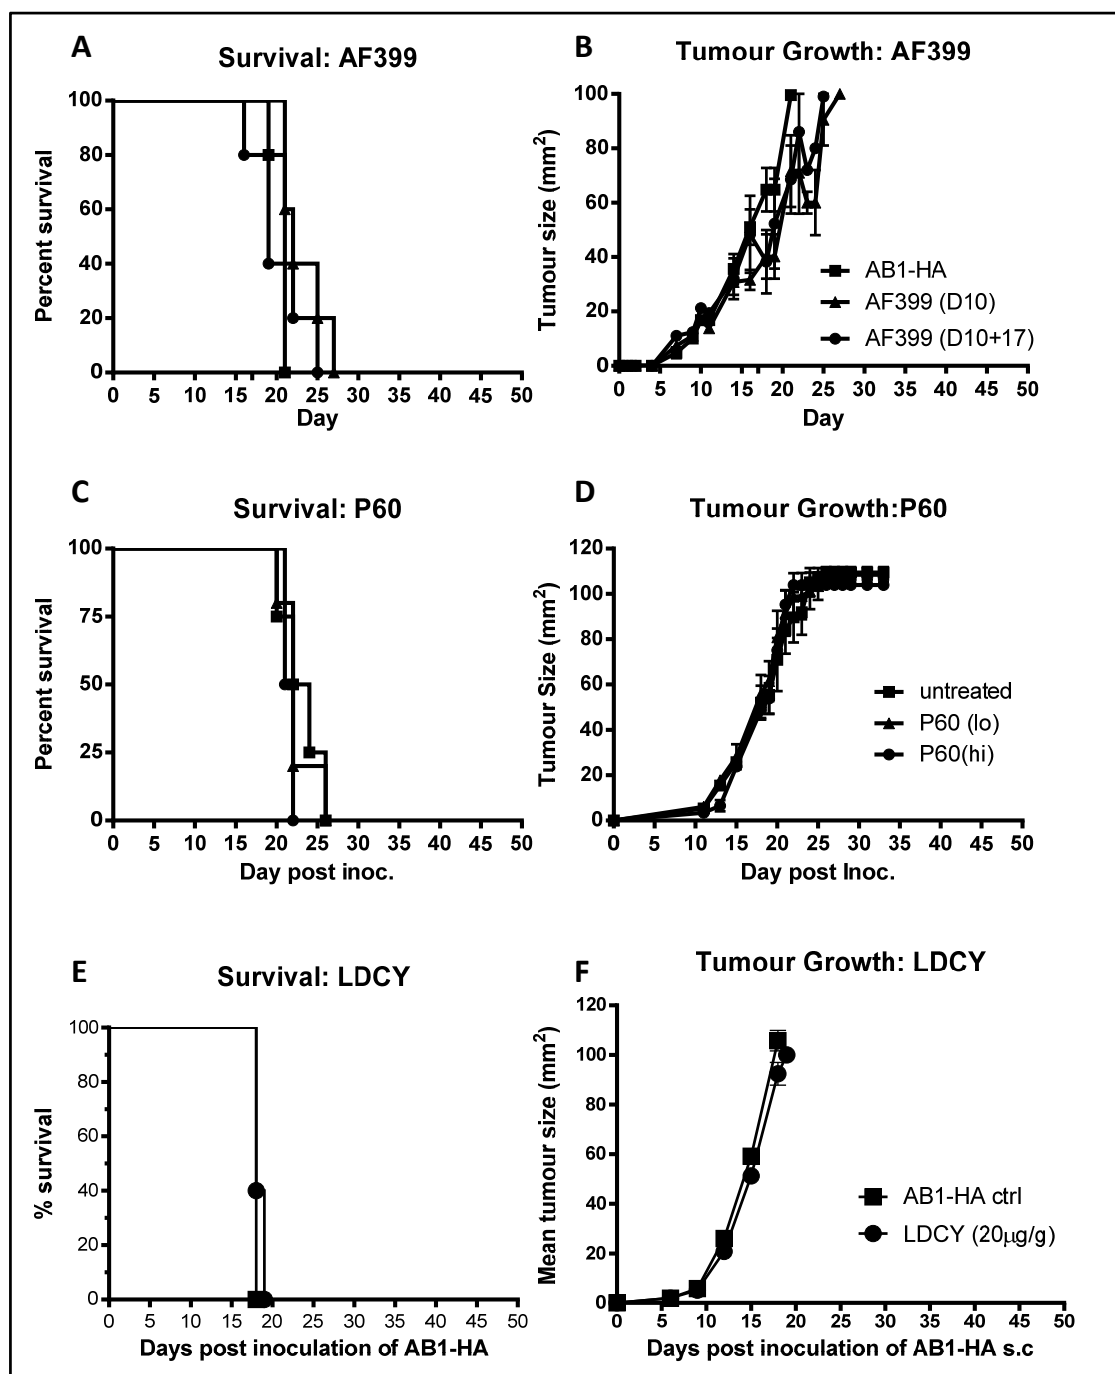 A
Survival: AF399
100
80
60
40
20
0
Percent survival
0 5 10 15 20 25 30 35 40 45 50
Day
B
Tumour Growth: AF399
100
80
60
40
20
0
Tumour size (mm²)
AB1-HA
AF399 (D10)
AF399 (D10+17)
0 5 10 15 20 25 30 35 40 45 50
Day
C
Survival: P60
100
75
50
25
0
Percent survival
0 5 10 15 20 25 30 35 40 45 50
Day post inoc.
D
Tumour Growth:P60
120
100
80
60
40
20
0
Tumour Size (mm²)
untreated
P60 (lo)
P60(hi)
0 5 10 15 20 25 30 35 40 45 50
Day post Inoc.
E
Survival: LDCY
100
80
60
40
20
0
% survival
0 5 10 15 20 25 30 35 40 45 50
Days post inoculation of AB1-HA
F
Tumour Growth: LDCY
120
100
80
60
40
20
0
Mean tumour size (mm²)
AB1-HA ctrl
LDCY (20µg/g)
0 5 10 15 20 25 30 35 40 45 50
Days post inoculation of AB1-HA s.c